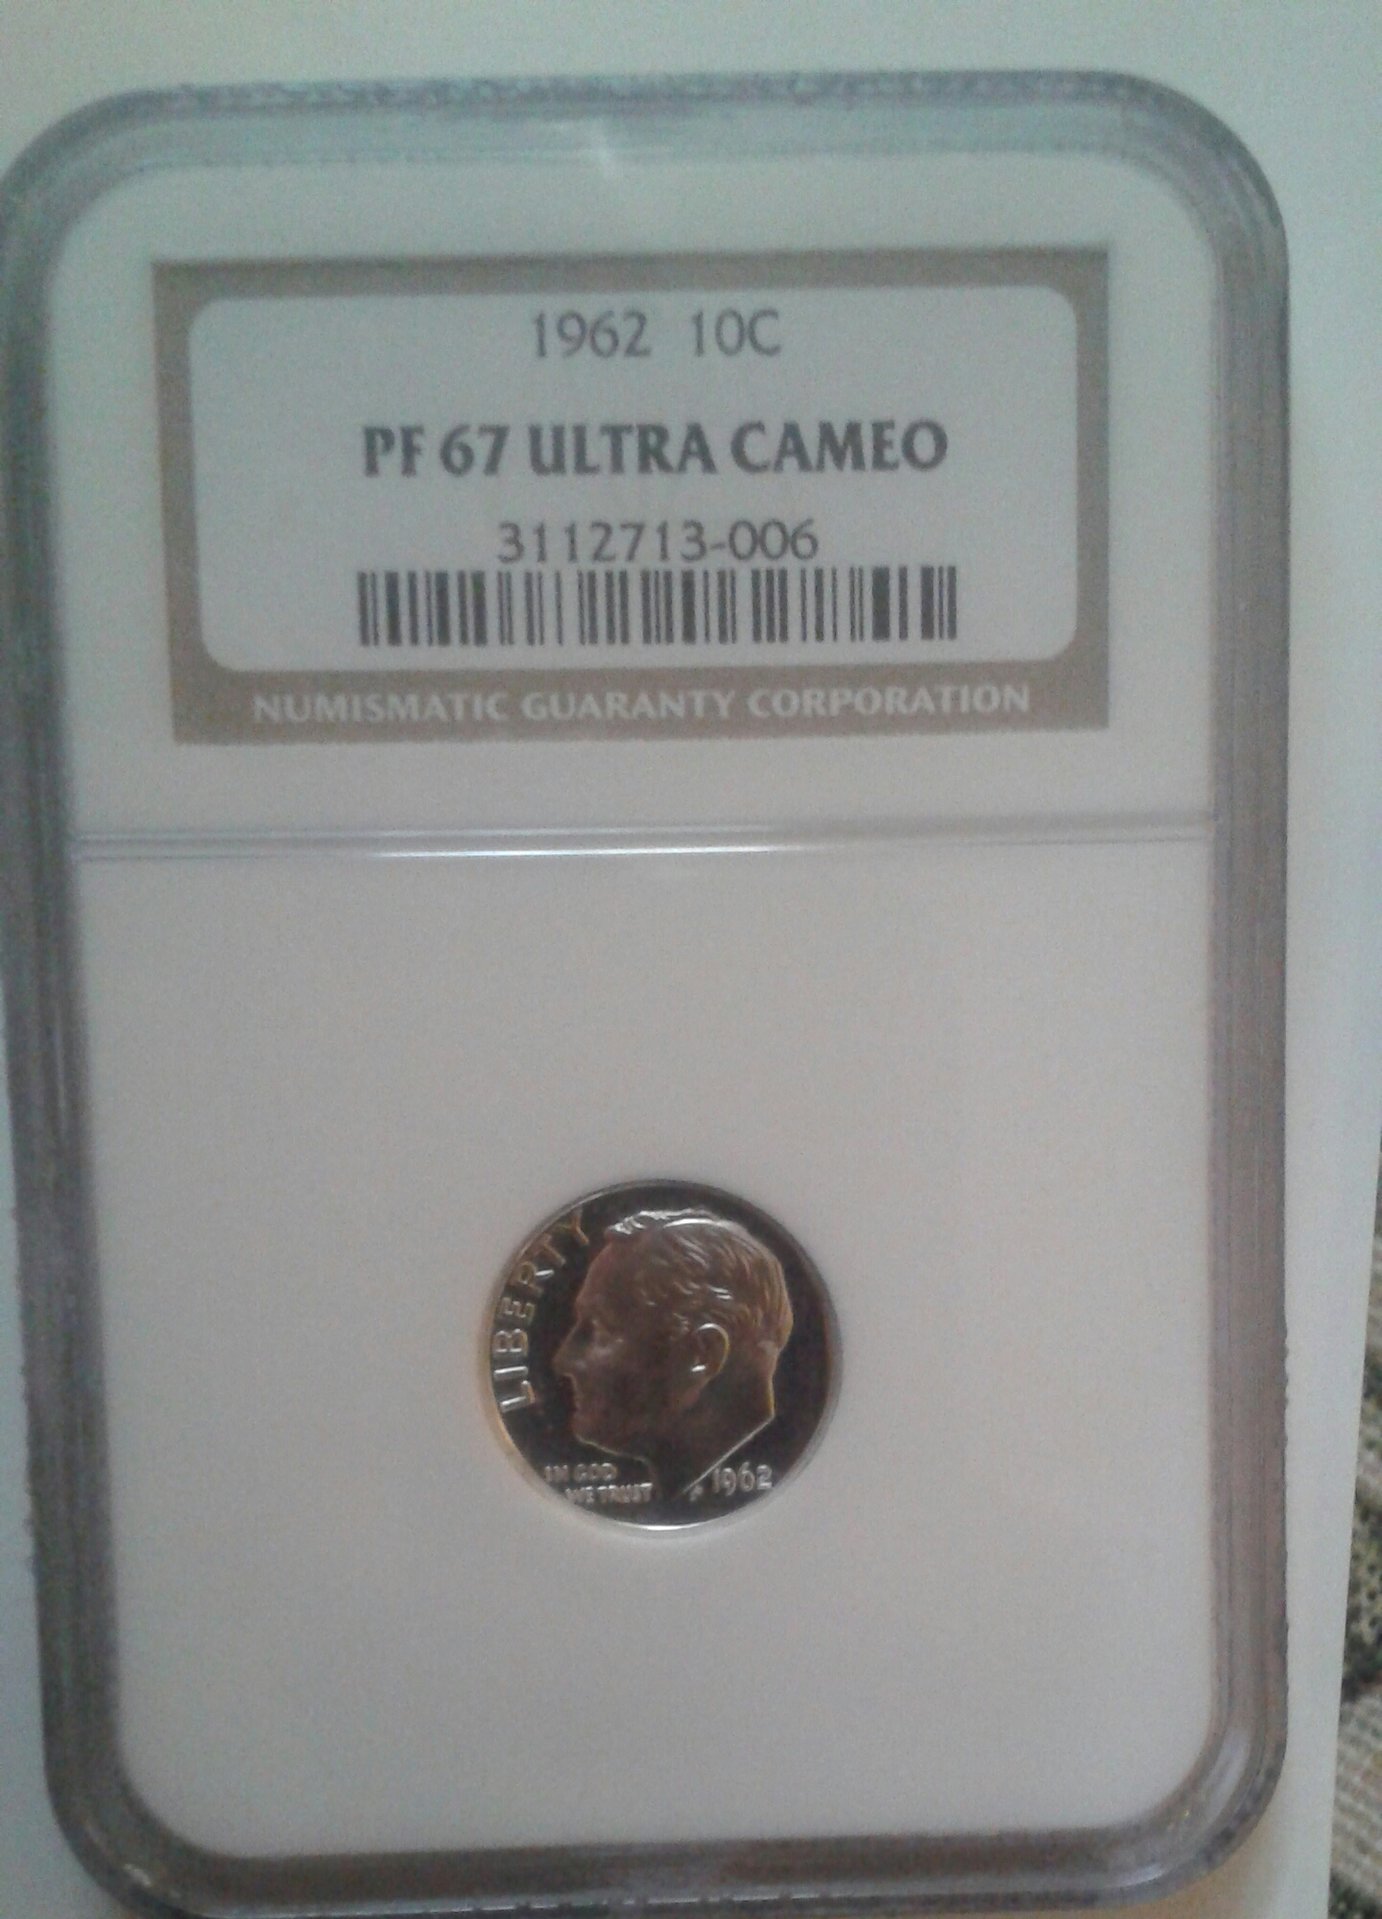 1962 10C
PF 67 ULTRA CAMEO
3112713-006
NUMISMATIC GUARANTY CORPORATION
LIBERTY
IN GOD
WE TRUST
1962